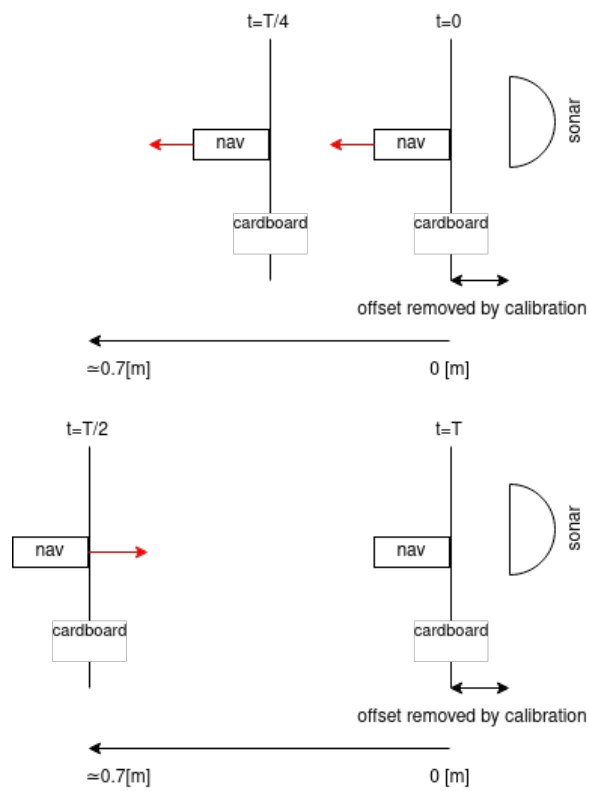 t=T/4 t=0
nav nav sonar
cardboard cardboard
offset removed by calibration
≃0.7[m] 0 [m]
t=T/2 t=T
nav nav sonar
cardboard cardboard
offset removed by calibration
≃0.7[m] 0 [m]